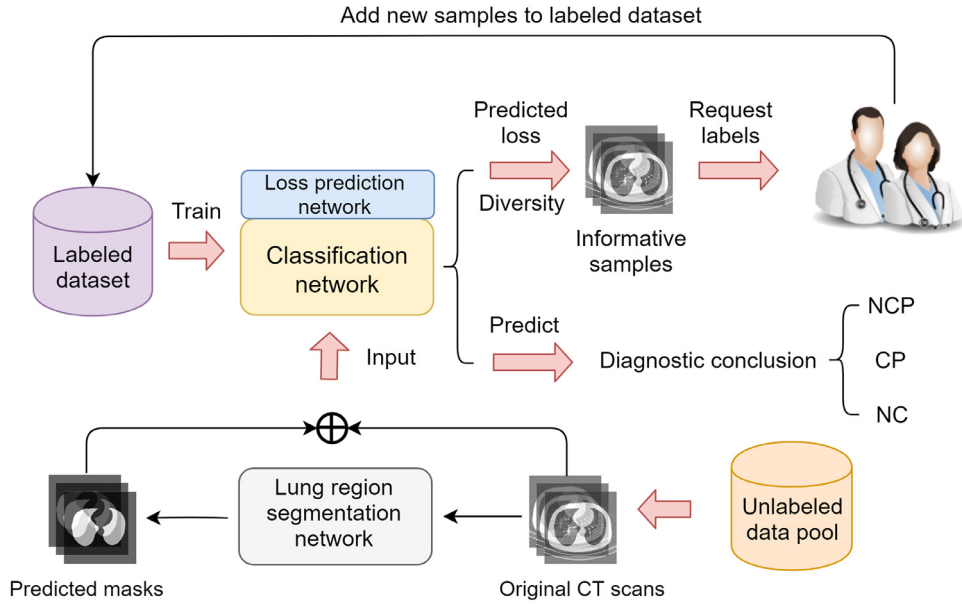 Add new samples to labeled dataset
Predicted
loss
Diversity
Request
labels
Informative
samples
Labeled
dataset
Train
Loss prediction
network
Classification
network
Predict
Diagnostic conclusion
NCP
CP
NC
Input
Lung region
segmentation
network
Predicted masks
Original CT scans
Unlabeled
data pool